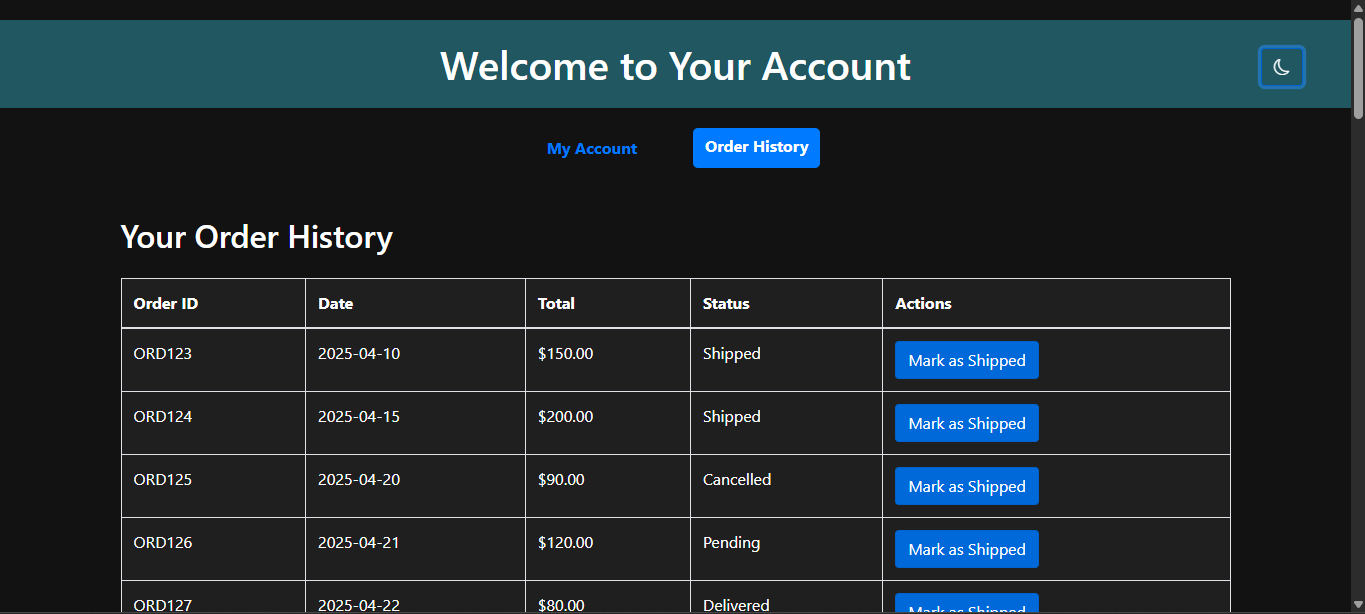 Welcome to Your Account
My Account Order History
Your Order History
Order ID Date Total Status Actions
ORD123 2025-04-10 $150.00 Shipped Mark as Shipped
ORD124 2025-04-15 $200.00 Shipped Mark as Shipped
ORD125 2025-04-20 $90.00 Cancelled Mark as Shipped
ORD126 2025-04-21 $120.00 Pending Mark as Shipped
ORD127 2025-04-22 $80.00 Delivered Mark as Shipped